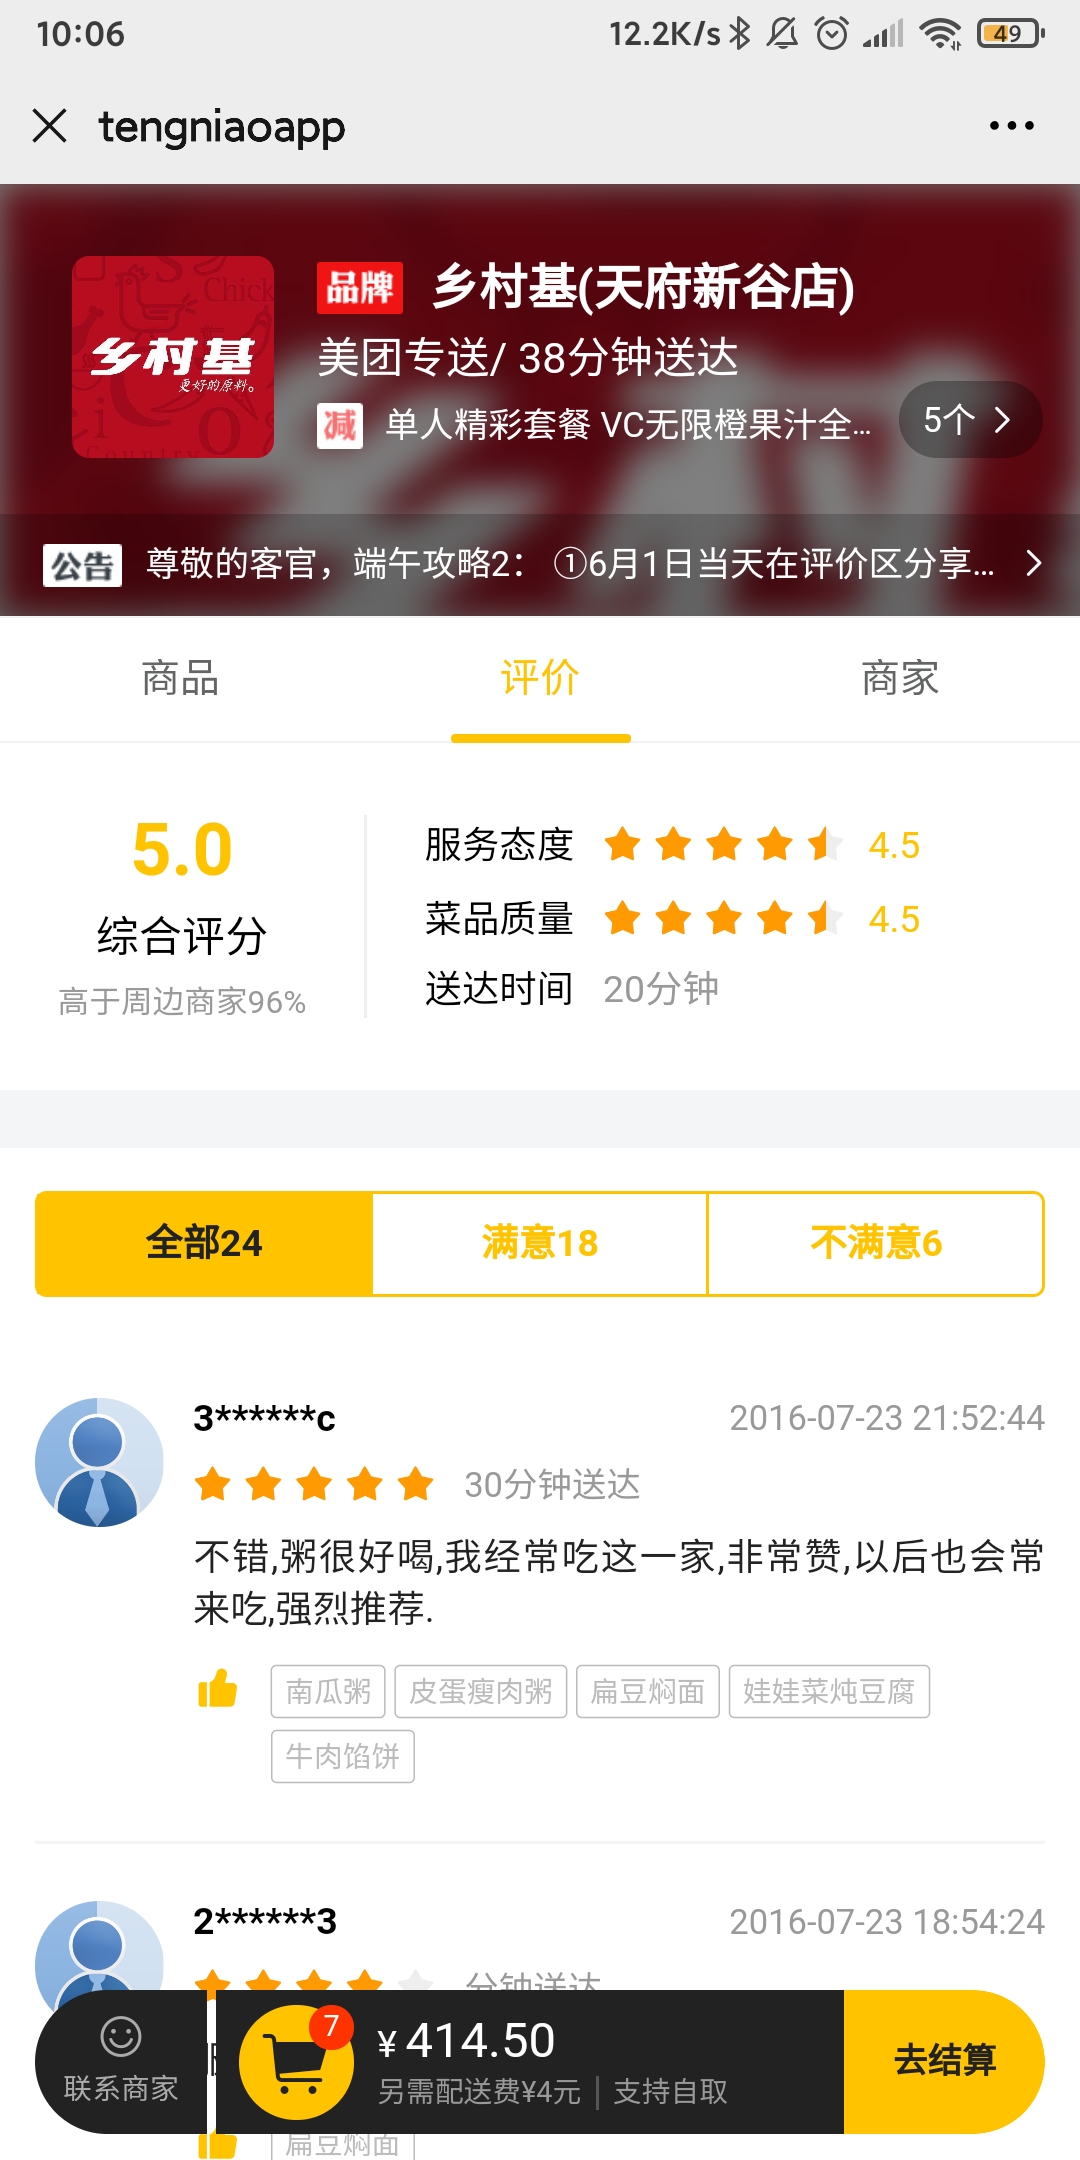 10:06
12.2K/s
49
tengniaoapp
乡村基
更好的原料。
品牌 乡村基(天府新谷店)
美团专送/ 38分钟送达
减 单人精彩套餐 VC无限橙果汁全...
5个
公告 尊敬的客官，端午攻略2： ①6月1日当天在评价区分享...
商品
评价
商家
5.0
综合评分
高于周边商家96%
服务态度 4.5
菜品质量 4.5
送达时间 20分钟
全部24
满意18
不满意6
3******c
2016-07-23 21:52:44
30分钟送达
不错,粥很好喝,我经常吃这一家,非常赞,以后也会常
来吃,强烈推荐.
南瓜粥 皮蛋瘦肉粥 扁豆焖面 娃娃菜炖豆腐
牛肉馅饼
2******3
2016-07-23 18:54:24
分钟送达
联系商家
7
¥ 414.50
另需配送费¥4元 支持自取
去结算
扁豆焖面